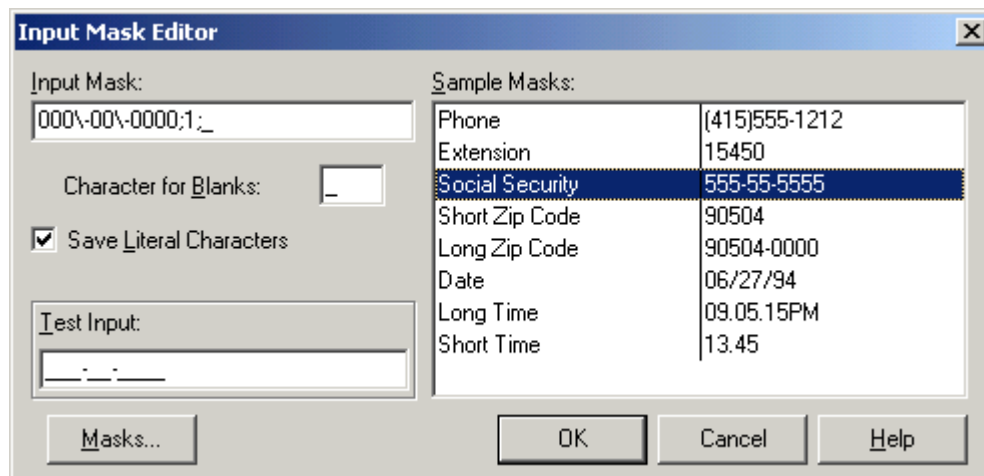 Input Mask Editor
Input Mask:
000\-00\-0000;1;_
Character for Blanks:
_
Save Literal Characters
Test Input:
___-__-____
Masks...
Sample Masks:
Phone (415)555-1212
Extension 15450
Social Security 555-55-5555
Short Zip Code 90504
Long Zip Code 90504-0000
Date 06/27/94
Long Time 09.05.15PM
Short Time 13.45
OK Cancel Help